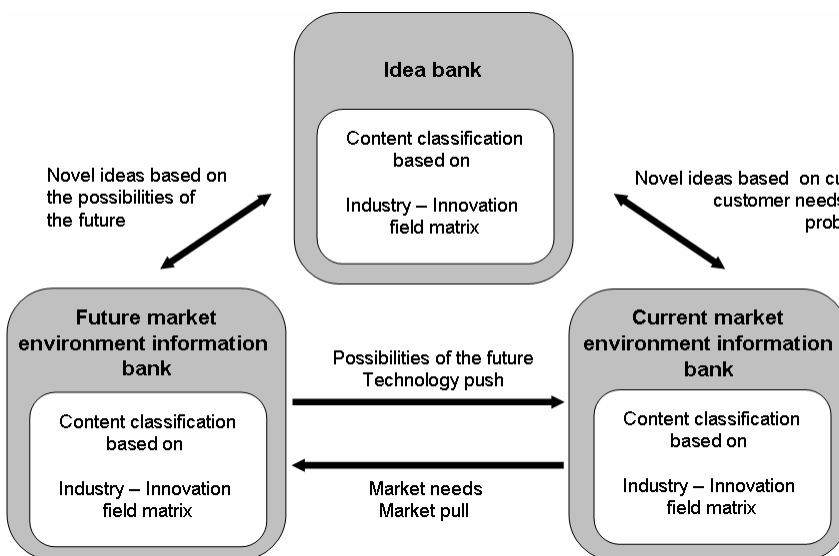 Idea bank
Content classification
based on
Industry – Innovation
field matrix
Novel ideas based on
the possibilities of
the future
Novel ideas based on
customer needs
Future market
environment information
bank
Content classification
based on
Industry – Innovation
field matrix
Possibilities of the future
Technology push
Market needs
Market pull
Current market
environment information
bank
Content classification
based on
Industry – Innovation
field matrix